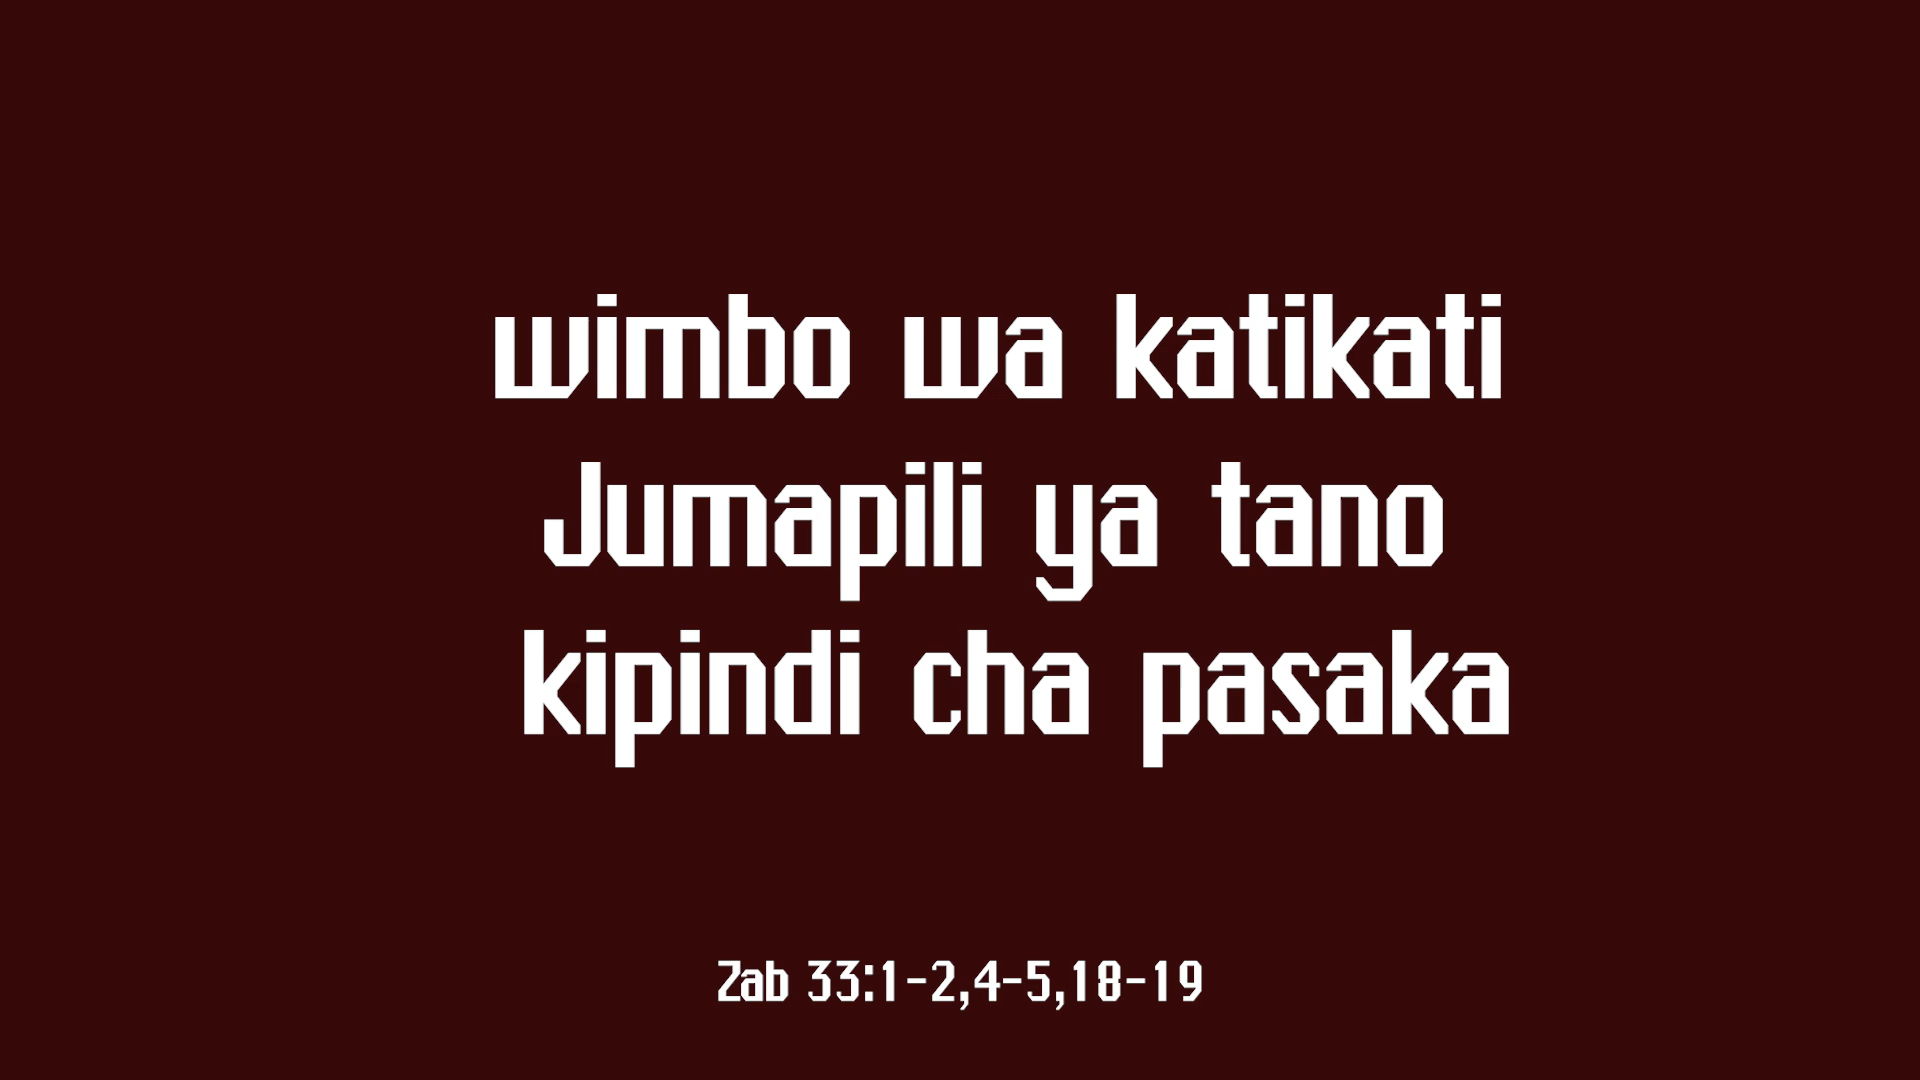 wimbo wa katikati
Jumapili ya tano
kipindi cha pasaka
Zab 33:1-2,4-5,18-19